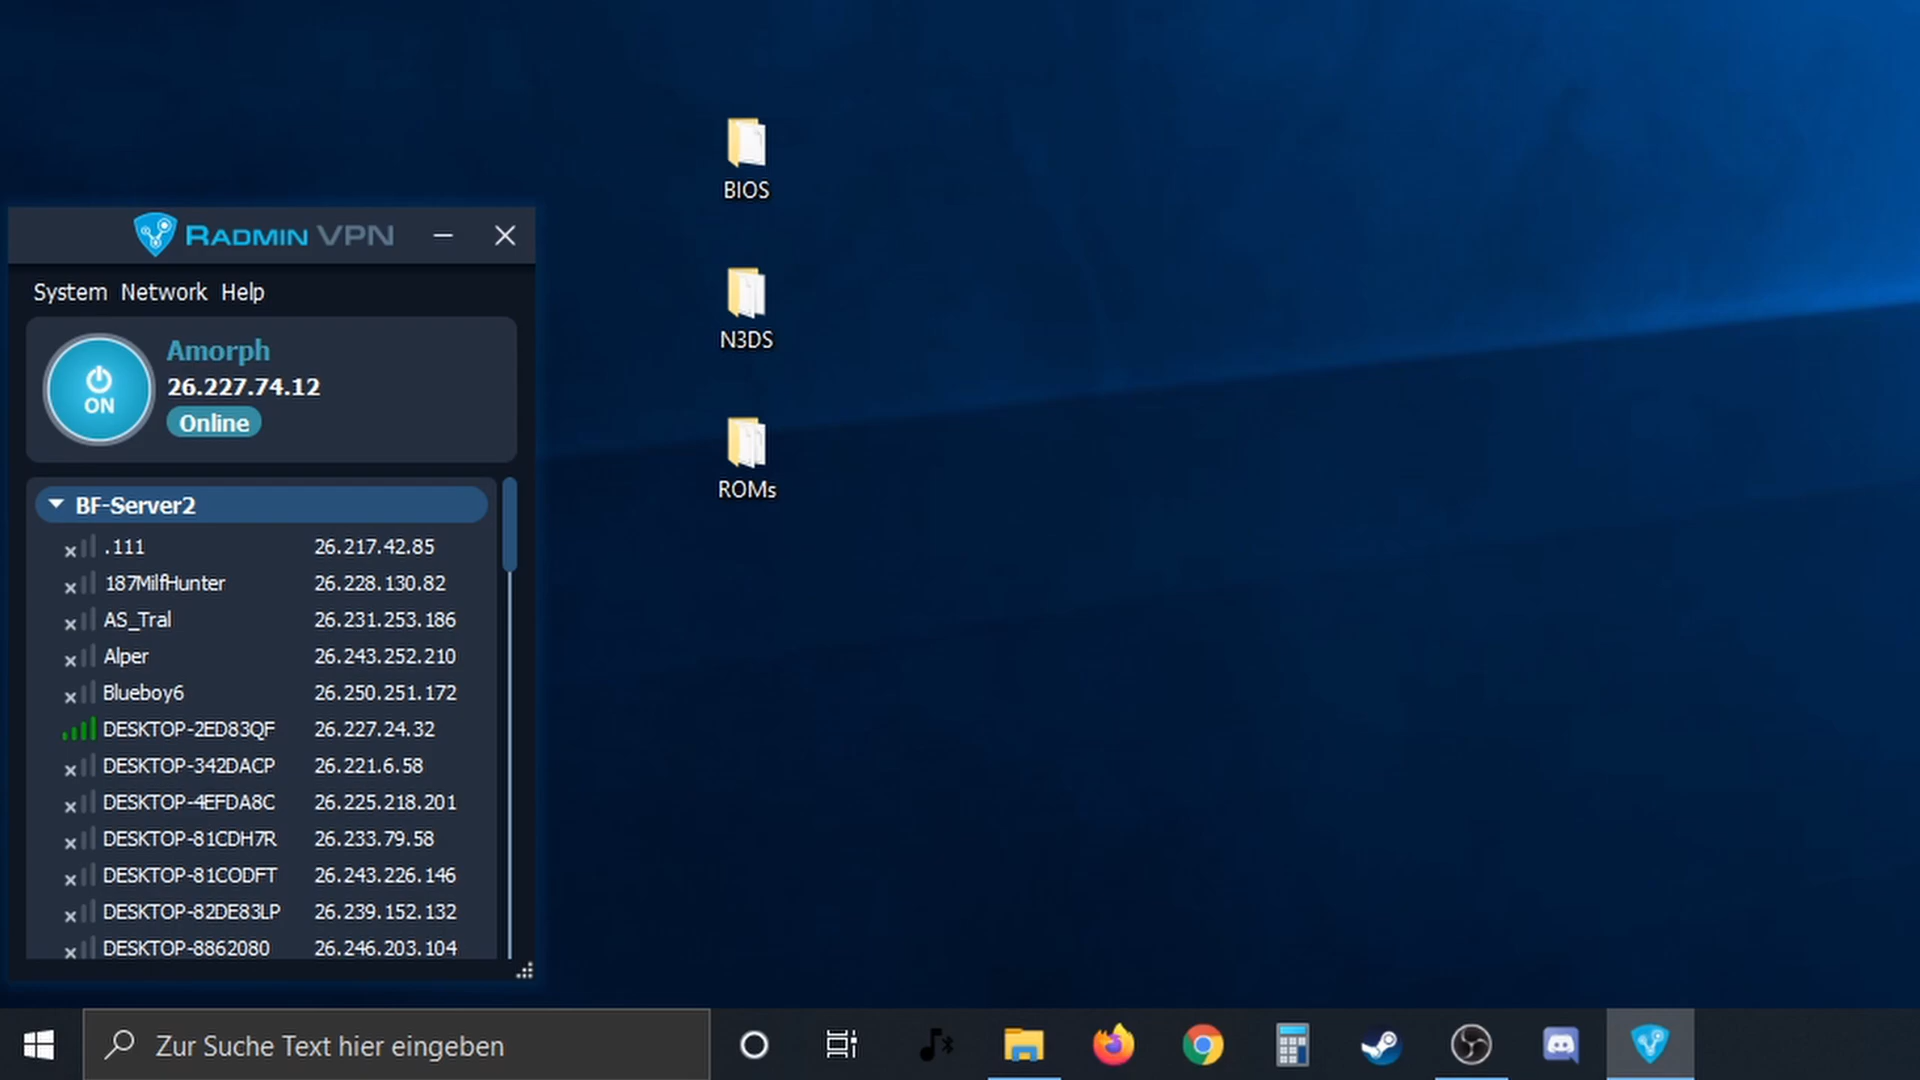 BIOS
N3DS
ROMs
RADMIN VPN
System Network Help
ON
Amorph
26.227.74.12
Online
BF-Server2
.111 26.217.42.85
187MilfHunter 26.228.130.82
AS_Tral 26.231.253.186
Alper 26.243.252.210
Blueboy6 26.250.251.172
DESKTOP-2ED83QF 26.227.24.32
DESKTOP-342DACP 26.221.6.58
DESKTOP-4EFDA8C 26.225.218.201
DESKTOP-81CDH7R 26.233.79.58
DESKTOP-81CODFT 26.243.226.146
DESKTOP-82DE83LP 26.239.152.132
DESKTOP-8862080 26.246.203.104
Zur Suche Text hier eingeben